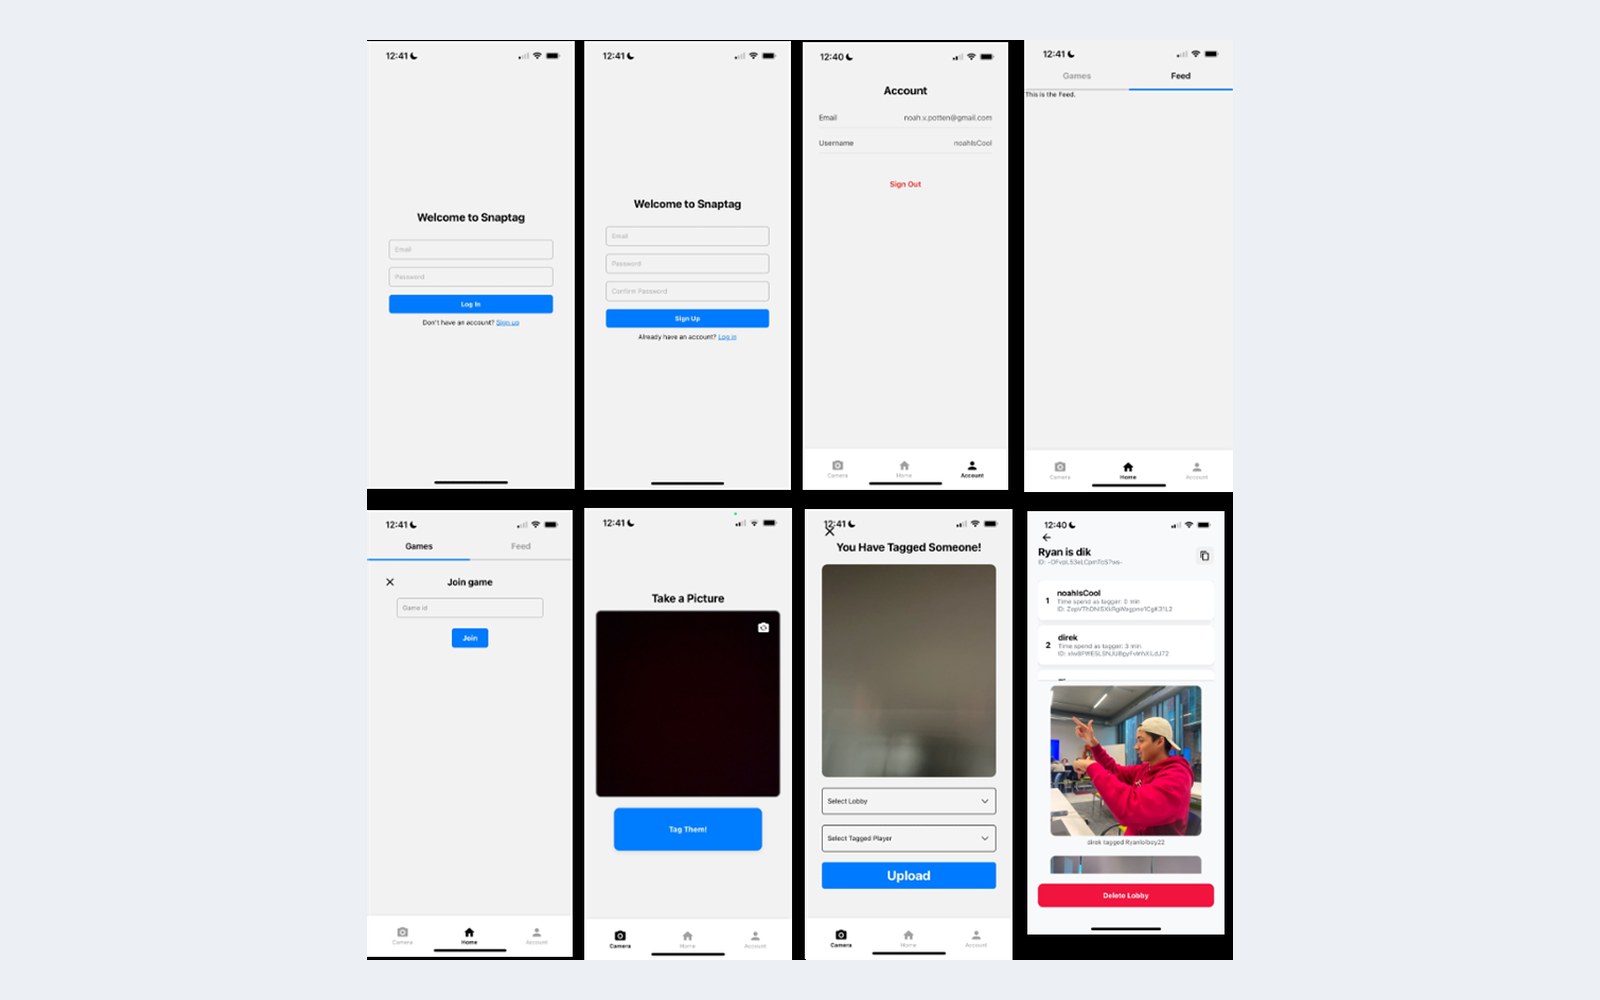 12:41
Welcome to Snaptag
Email
Password
Log In
Don't have an account? Sign up
12:41
Welcome to Snaptag
Email
Password
Confirm Password
Sign Up
Already have an account? Log in
12:40
Account
Email noah.v.potten@gmail.com
Username noahIsCool
Sign Out
Camera Home Account
12:41
Games Feed
This is the Feed.
Camera Home Account
12:41
Games Feed
Join game
Game id
Join
Camera Home Account
12:41
Take a Picture
Tag Them!
Camera Home Account
12:41
You Have Tagged Someone!
Select Lobby
Select Tagged Player
Upload
Camera Home Account
12:40
Ryan is dik
ID:
1 noahIsCool
Time spend as tagger: 0 min
ID:
2 direk
Time spend as tagger: 3 min
ID:
direk tagged
Delete Lobby